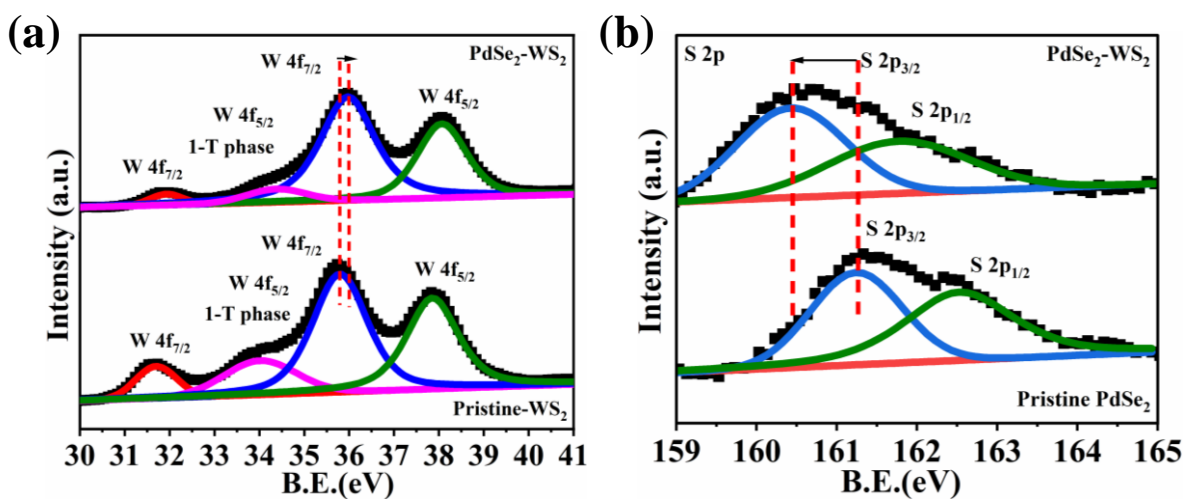 (a)
PdSe2-WS2
W 4f7/2
W 4f5/2
W 4f5/2
1-T phase
W 4f7/2
W 4f7/2
W 4f5/2
W 4f5/2
1-T phase
W 4f7/2
Pristine-WS2
Intensity (a.u.)
30 31 32 33 34 35 36 37 38 39 40 41
B.E.(eV)
(b)
S 2p
PdSe2-WS2
S 2p3/2
S 2p1/2
S 2p3/2
S 2p1/2
Pristine PdSe2
Intensity (a.u.)
159 160 161 162 163 164 165
B.E.(eV)